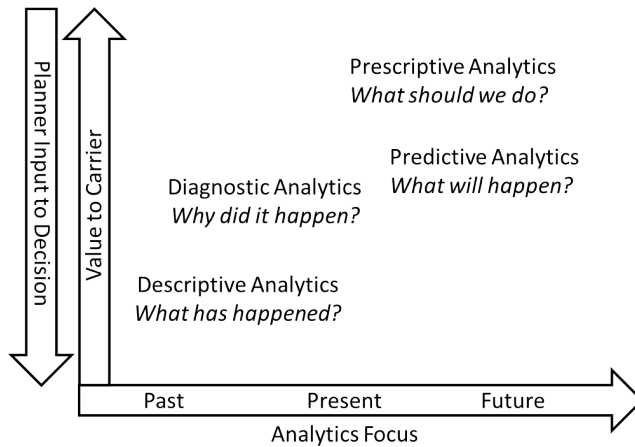 Planner Input to Decision
Value to Carrier
Prescriptive Analytics
What should we do?
Predictive Analytics
What will happen?
Diagnostic Analytics
Why did it happen?
Descriptive Analytics
What has happened?
Past Present Future
Analytics Focus